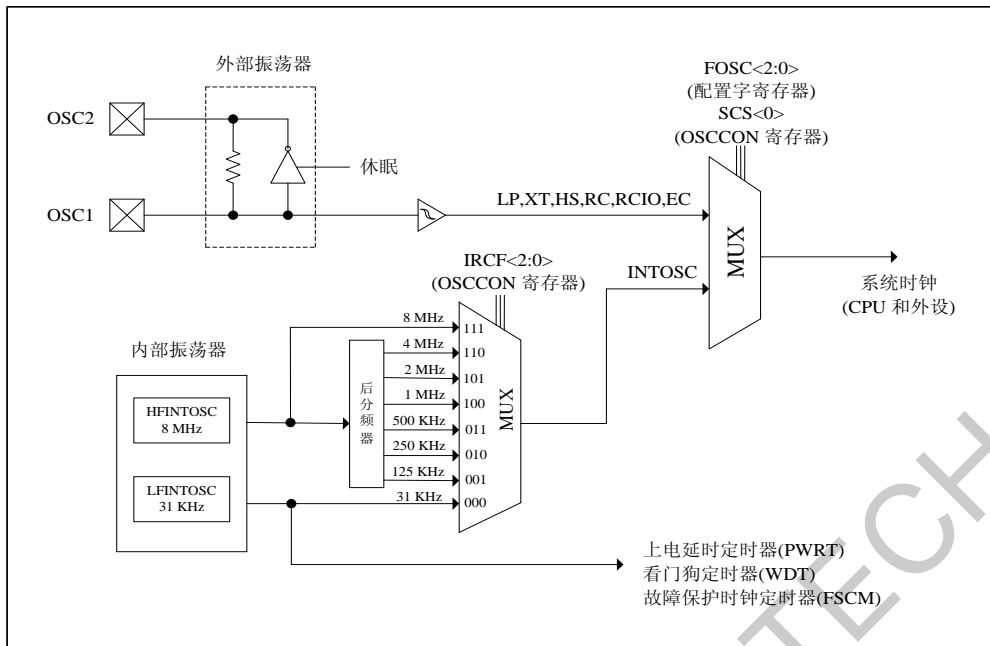 外部振荡器
OSC2
休眠
OSC1
FOSC<2:0>
(配置字寄存器)
SCS<0>
(OSCCON 寄存器)
LP,XT,HS,RC,RCIO,EC
MUX
INTOSC
系统时钟
(CPU 和外设)
IRCF<2:0>
(OSCCON 寄存器)
内部振荡器
HFINTOSC
8 MHz
LFINTOSC
31 KHz
后分频器
8 MHz 111
4 MHz 110
2 MHz 101
1 MHz 100
500 KHz 011
250 KHz 010
125 KHz 001
31 KHz 000
MUX
上电延时定时器(PWRT)
看门狗定时器(WDT)
故障保护时钟定时器(FSCM)
TECH